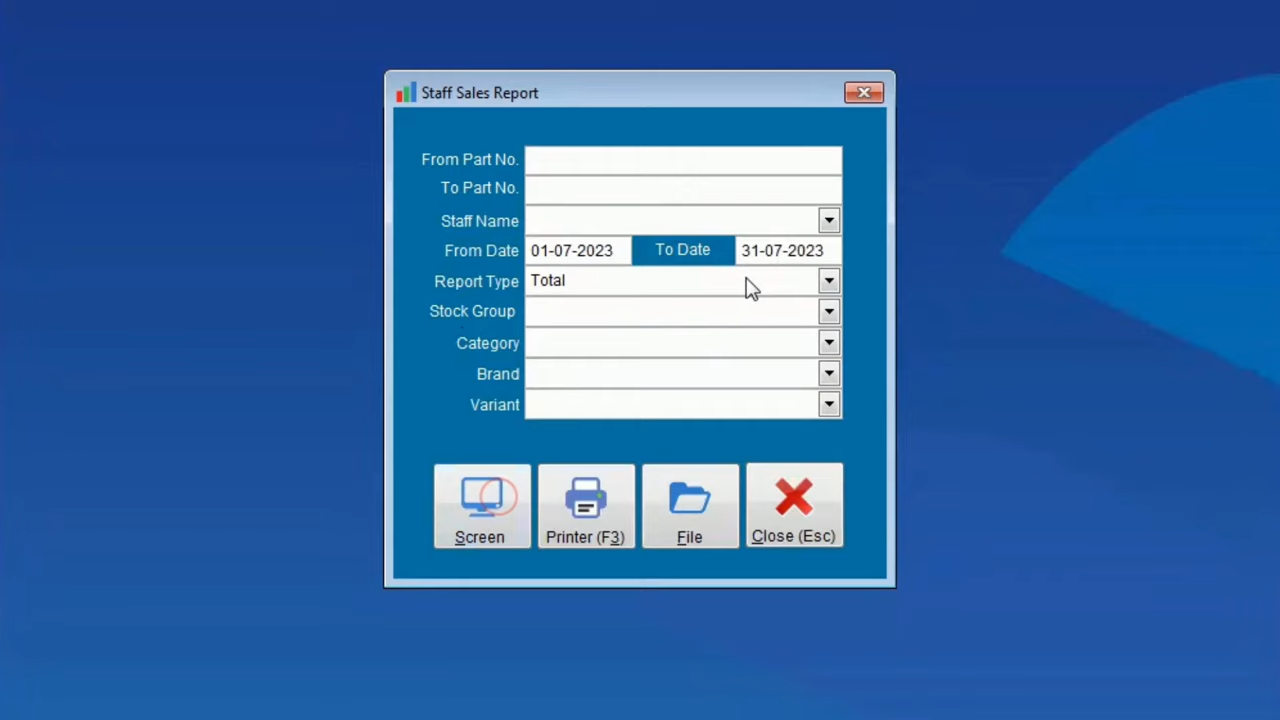 Staff Sales Report
From Part No.
To Part No.
Staff Name
From Date 01-07-2023 To Date 31-07-2023
Report Type Total
Stock Group
Category
Brand
Variant
Screen Printer (F3) File Close (Esc)